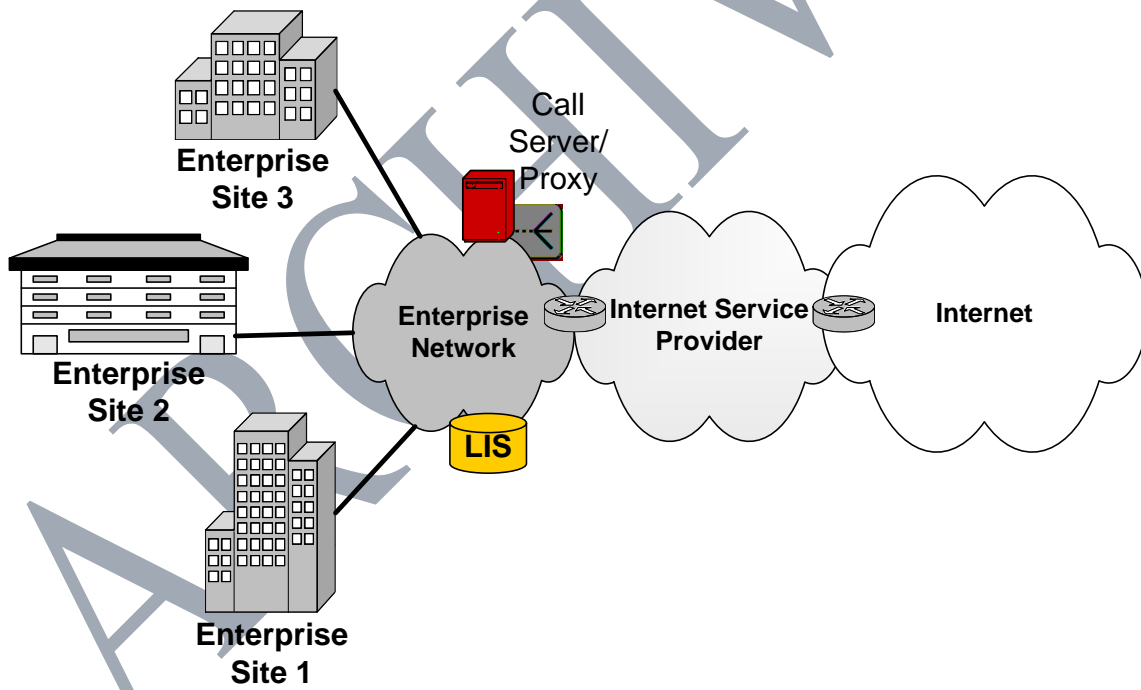 Enterprise
Site 3
Call
Server/
Proxy
Enterprise
Network
Internet Service
Provider
Internet
Enterprise
Site 2
LIS
Enterprise
Site 1